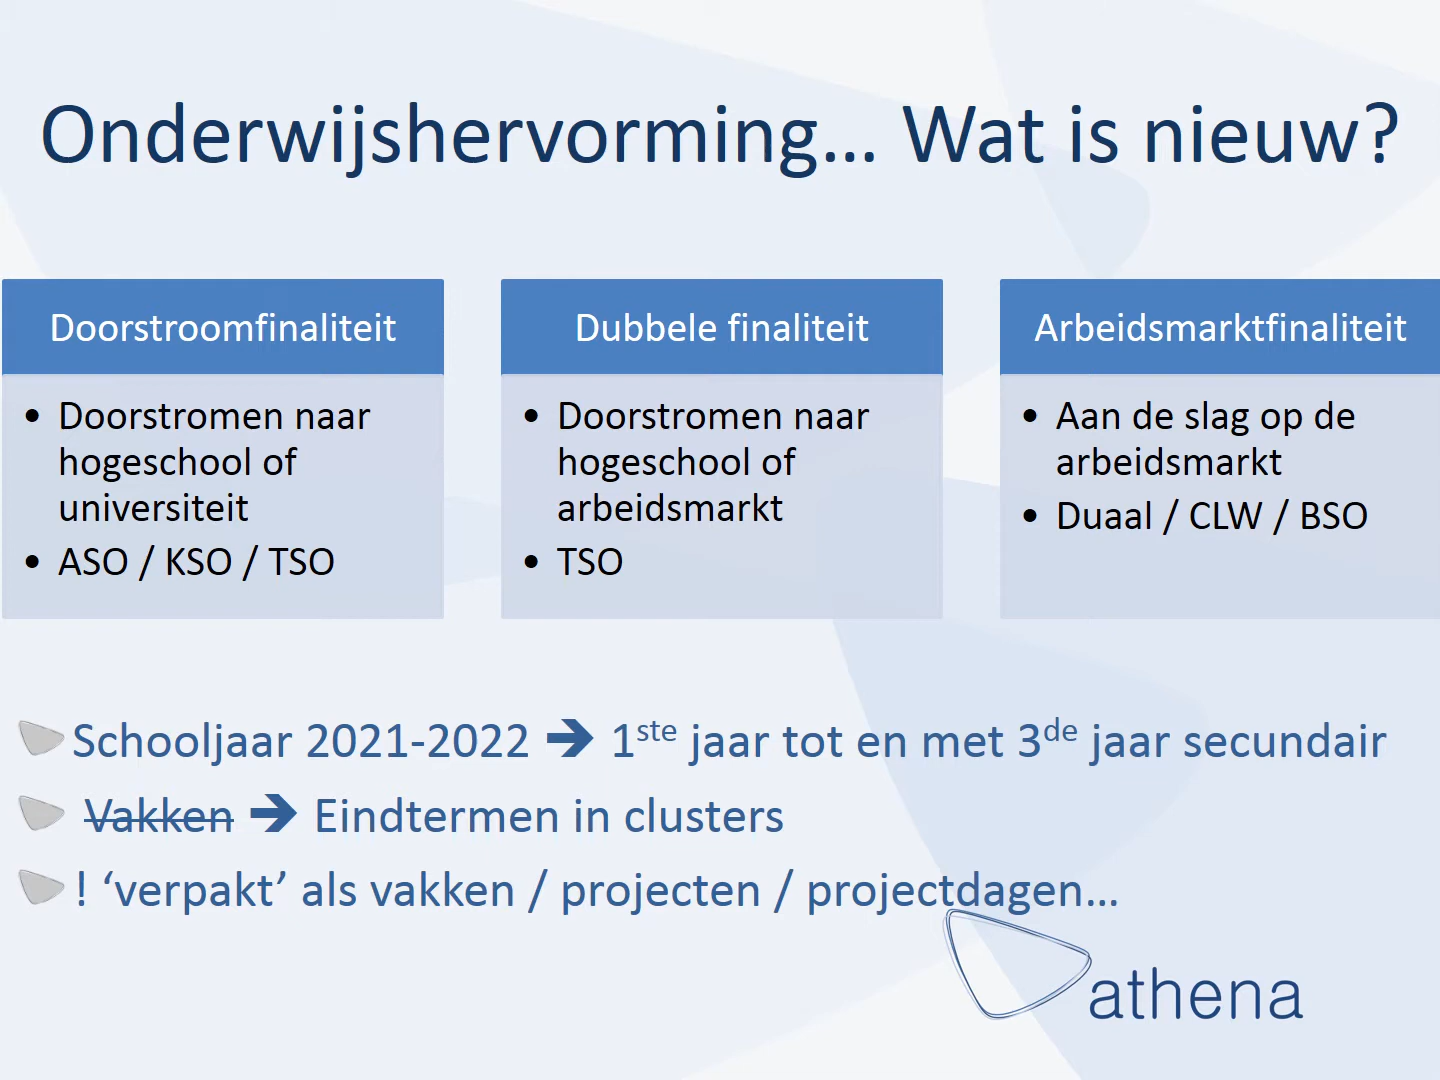 Onderwijshervorming… Wat is nieuw?
Doorstroomfinaliteit
• Doorstromen naar
hogeschool of
universiteit
• ASO / KSO / TSO
Dubbele finaliteit
• Doorstromen naar
hogeschool of
arbeidsmarkt
• TSO
Arbeidsmarktfinaliteit
• Aan de slag op de
arbeidsmarkt
• Duaal / CLW / BSO
Schooljaar 2021-2022 ➔ 1ste jaar tot en met 3de jaar secundair
Vakken ➔ Eindtermen in clusters
! ‘verpakt’ als vakken / projecten / projectdagen…
athena